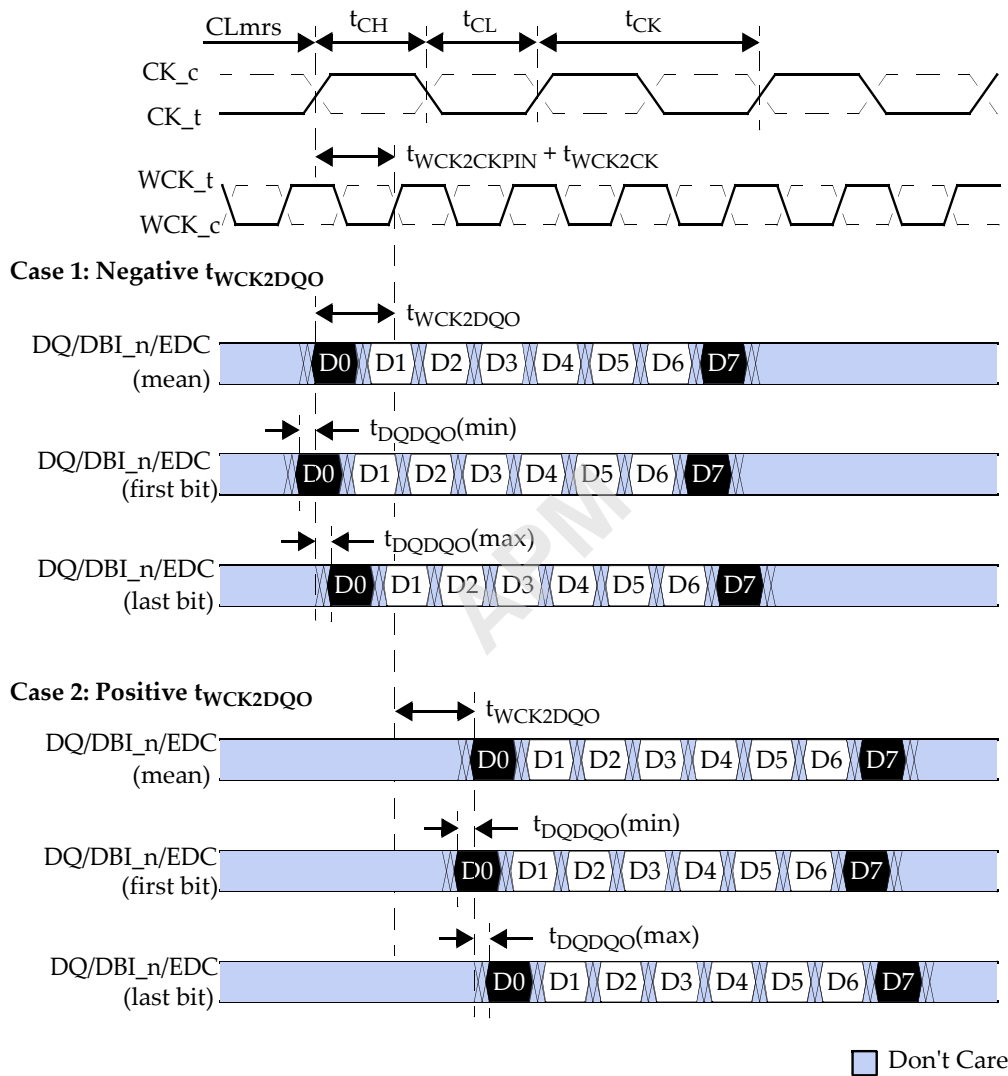 CLmrs tCH tCL tCK
CK_c
CK_t
tWCK2CKPIN + tWCK2CK
WCK_t
WCK_c
Case 1: Negative tWCK2DQO
tWCK2DQO
DQ/DBI_n/EDC
(mean)
D0 D1 D2 D3 D4 D5 D6 D7
tDQDQO(min)
DQ/DBI_n/EDC
(first bit)
D0 D1 D2 D3 D4 D5 D6 D7
tDQDQO(max)
DQ/DBI_n/EDC
(last bit)
D0 D1 D2 D3 D4 D5 D6 D7
APM
Case 2: Positive tWCK2DQO
tWCK2DQO
DQ/DBI_n/EDC
(mean)
D0 D1 D2 D3 D4 D5 D6 D7
tDQDQO(min)
DQ/DBI_n/EDC
(first bit)
D0 D1 D2 D3 D4 D5 D6 D7
tDQDQO(max)
DQ/DBI_n/EDC
(last bit)
D0 D1 D2 D3 D4 D5 D6 D7
Don't Care